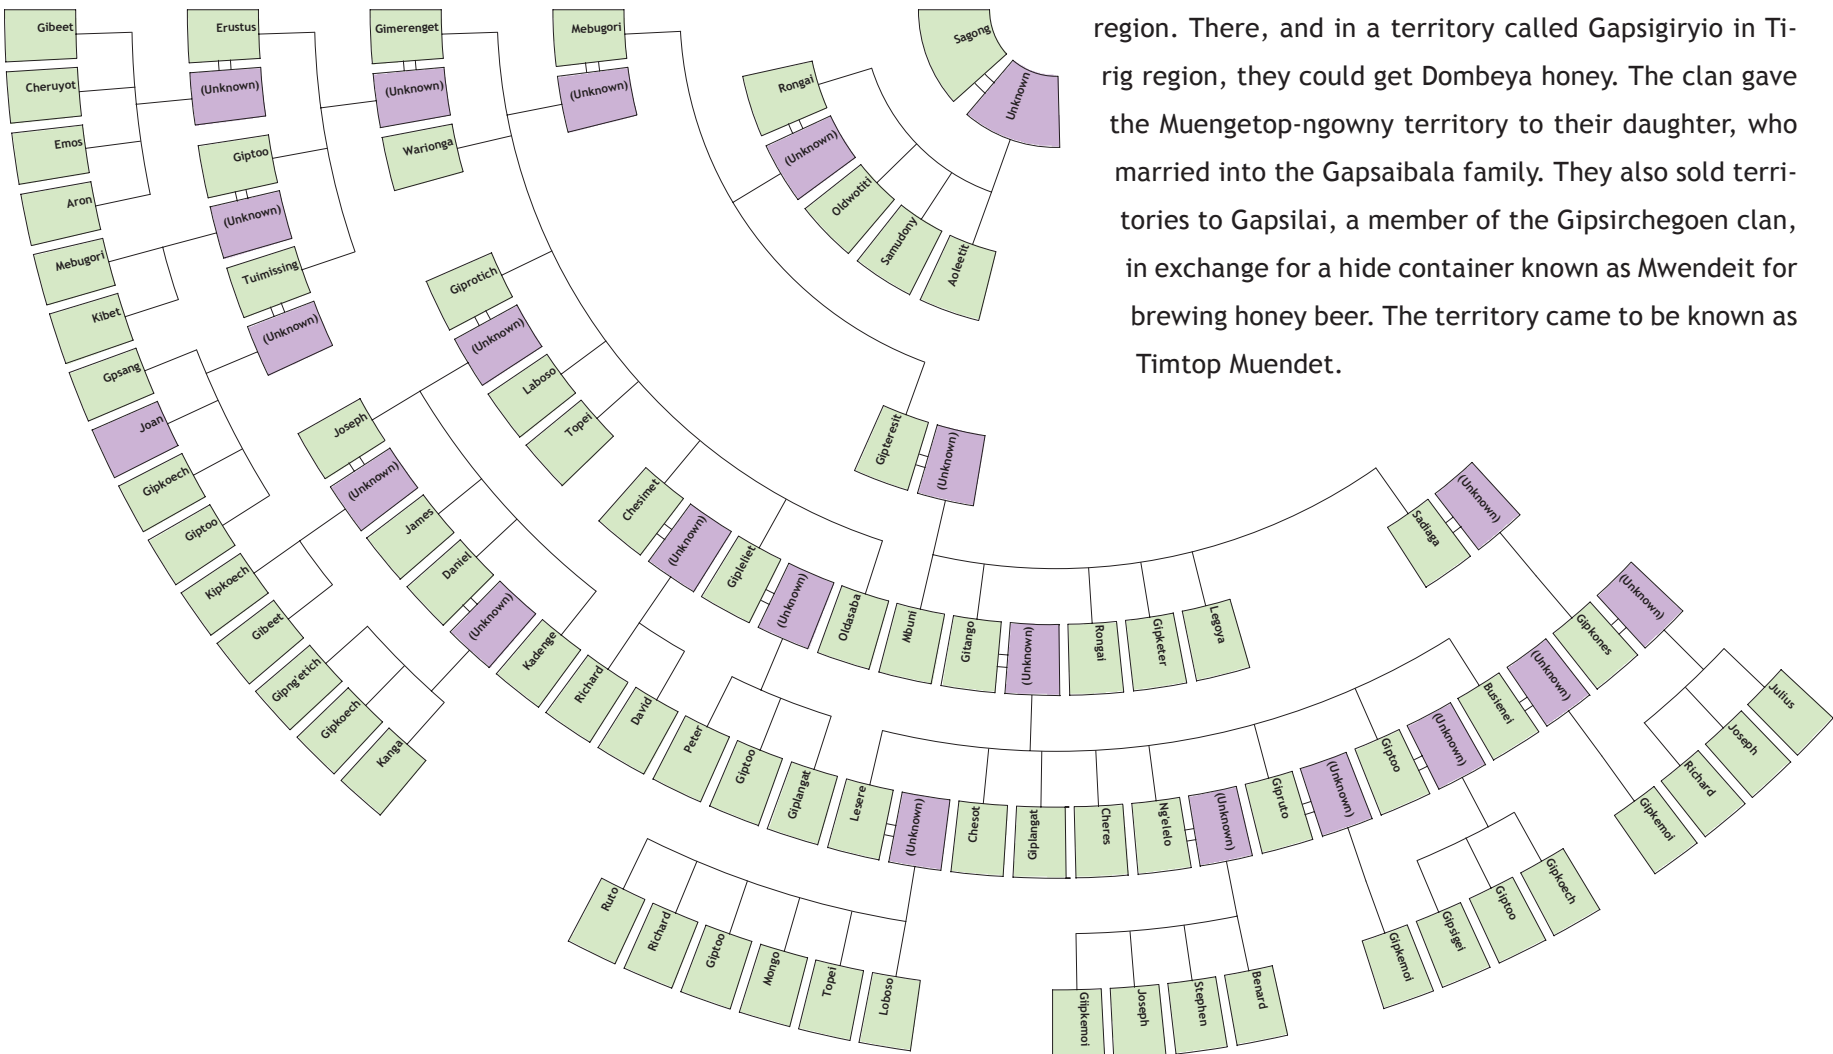 region. There, and in a territory called Gapsigiryio in Ti-
rig region, they could get Dombeya honey. The clan gave
the Muengetop-ngowny territory to their daughter, who
married into the Gapsaibala family. They also sold terri-
tories to Gapsilai, a member of the Gipsirchegoen clan,
in exchange for a hide container known as Mwendeit for
brewing honey beer. The territory came to be known as
Timtop Muendet.
Sagong
Unknown
Rongai
(Unknown)
Oldwotiti
Samudony
Aoleetit
Mebugori
(Unknown)
Gipteresit
(Unknown)
Gimerenget
(Unknown)
Warionga
Giprotich
(Unknown)
Laboso
Topei
Chesimet
(Unknown)
Gipleliet
(Unknown)
Oldasaba
Mbuni
Gitango
(Unknown)
Rongai
Gipketer
Legoya
Sadiaga
(Unknown)
Erustus
(Unknown)
Giptoo
(Unknown)
Tuimissing
(Unknown)
Joseph
(Unknown)
James
Daniel
(Unknown)
Kadenge
Richard
David
Peter
Giptoo
Giplangat
Lesere
(Unknown)
Chesot
Giplangat
Cheres
Ng'elelo
(Unknown)
Gipruto
(Unknown)
Giptoo
(Unknown)
Busienei
(Unknown)
Gipkones
(Unknown)
Gibeet
Cheruyot
Emos
Aron
Mebugori
Kibet
Gpsang
Joan
Gipkoech
Giptoo
Kipkoech
Gibeet
Gipng'etich
Gipkoech
Kanga
Ruto
Richard
Giptoo
Mongo
Topei
Loboso
Giipkemoi
Joseph
Stephen
Benard
Gipkemoi
Gipsigei
Giptoo
Gipkoech
Gipkemoi
Richard
Joseph
Julius